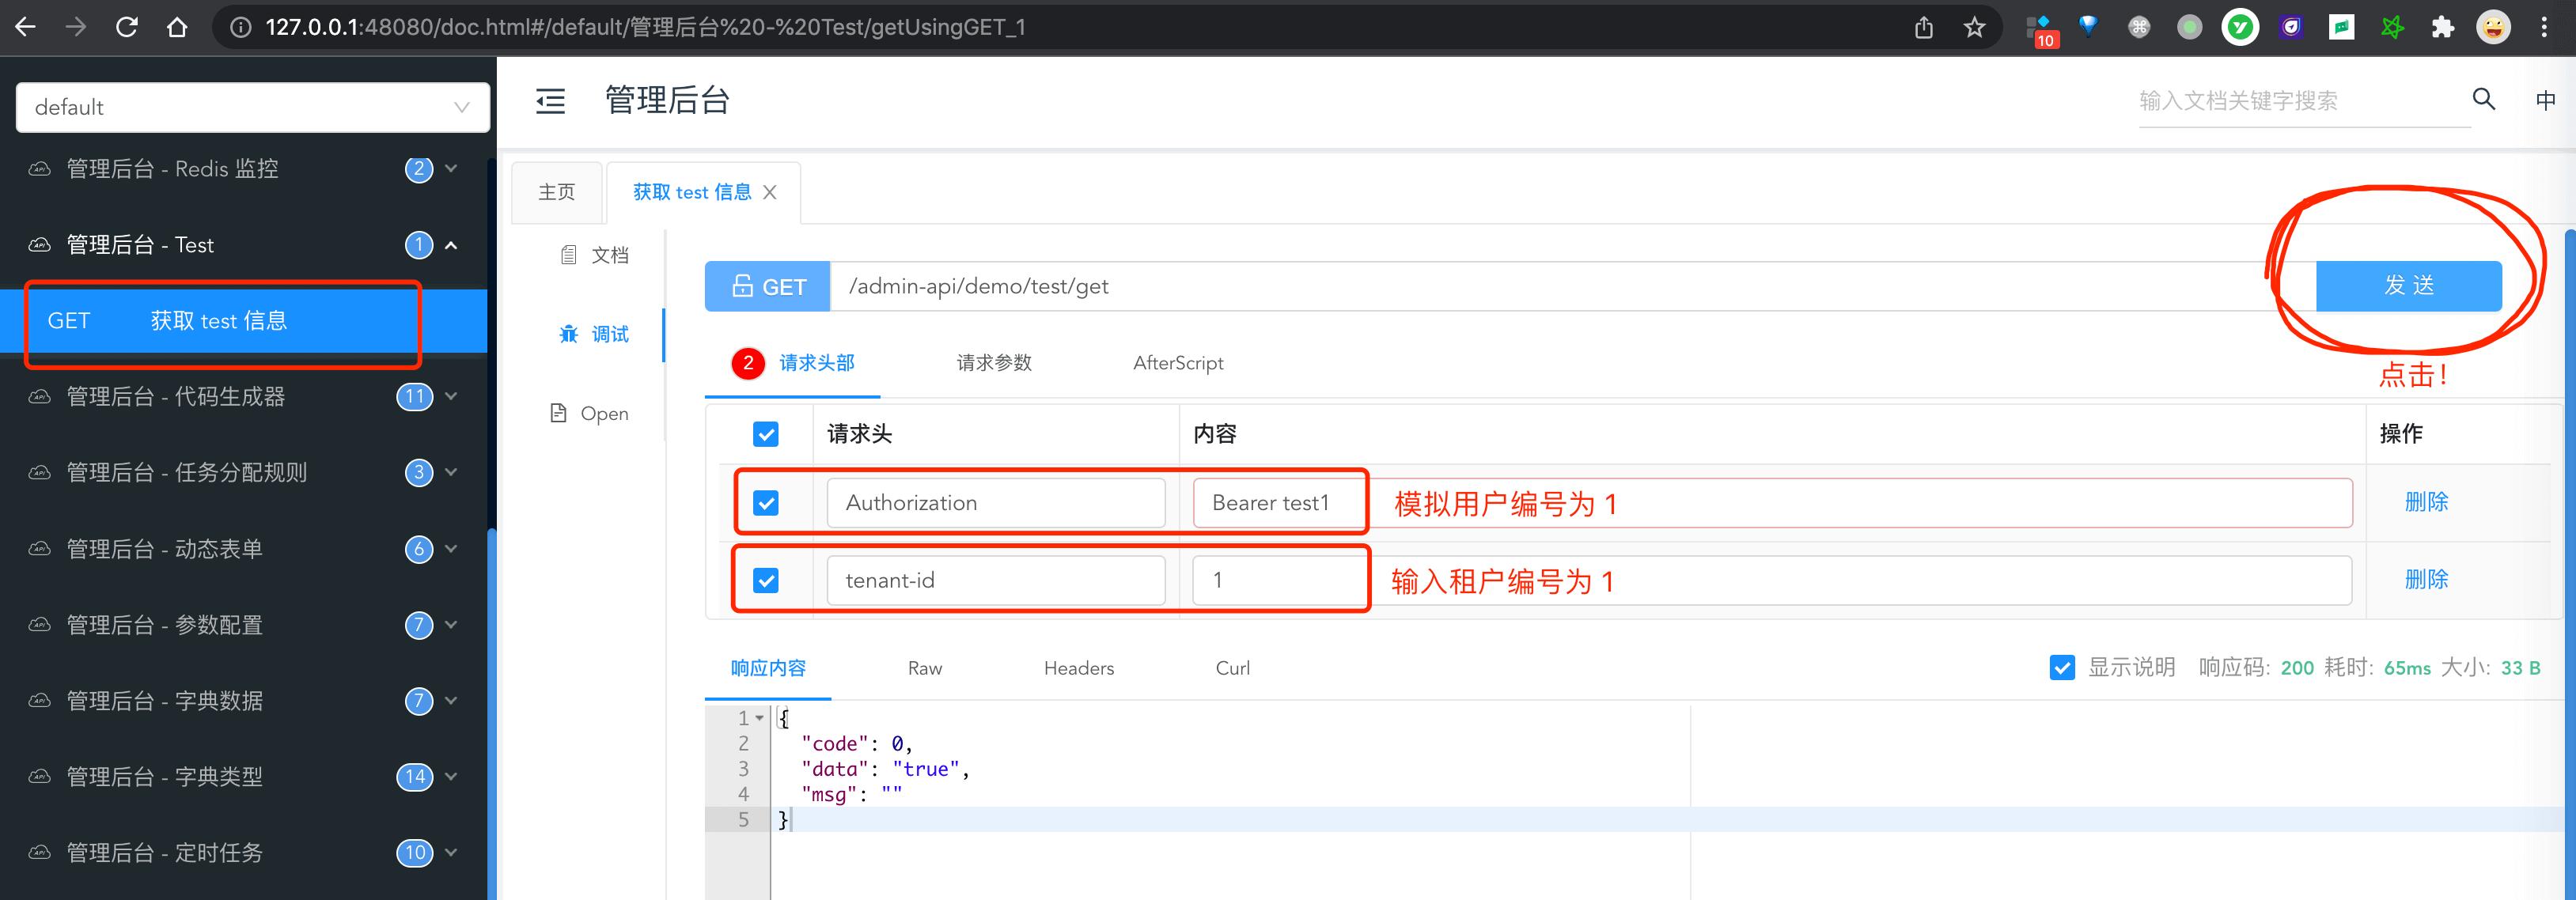 127.0.0.1:48080/doc.html#/default/管理后台%20-%20Test/getUsingGET_1
10
default
管理后台 - Redis 监控 2
管理后台 - Test 1
GET 获取 test 信息
管理后台 - 代码生成器 11
管理后台 - 任务分配规则 3
管理后台 - 动态表单 6
管理后台 - 参数配置 7
管理后台 - 字典数据 7
管理后台 - 字典类型 14
管理后台 - 定时任务 10
管理后台
输入文档关键字搜索
中
主页
获取 test 信息
文档
调试
Open
GET /admin-api/demo/test/get
发 送
点击!
2 请求头部 请求参数 AfterScript
请求头 内容 操作
Authorization Bearer test1 模拟用户编号为 1 删除
tenant-id 1 输入租户编号为 1 删除
响应内容 Raw Headers Curl
显示说明 响应码: 200 耗时: 65ms 大小: 33 B
1 {
2 "code": 0,
3 "data": "true",
4 "msg": ""
5 }